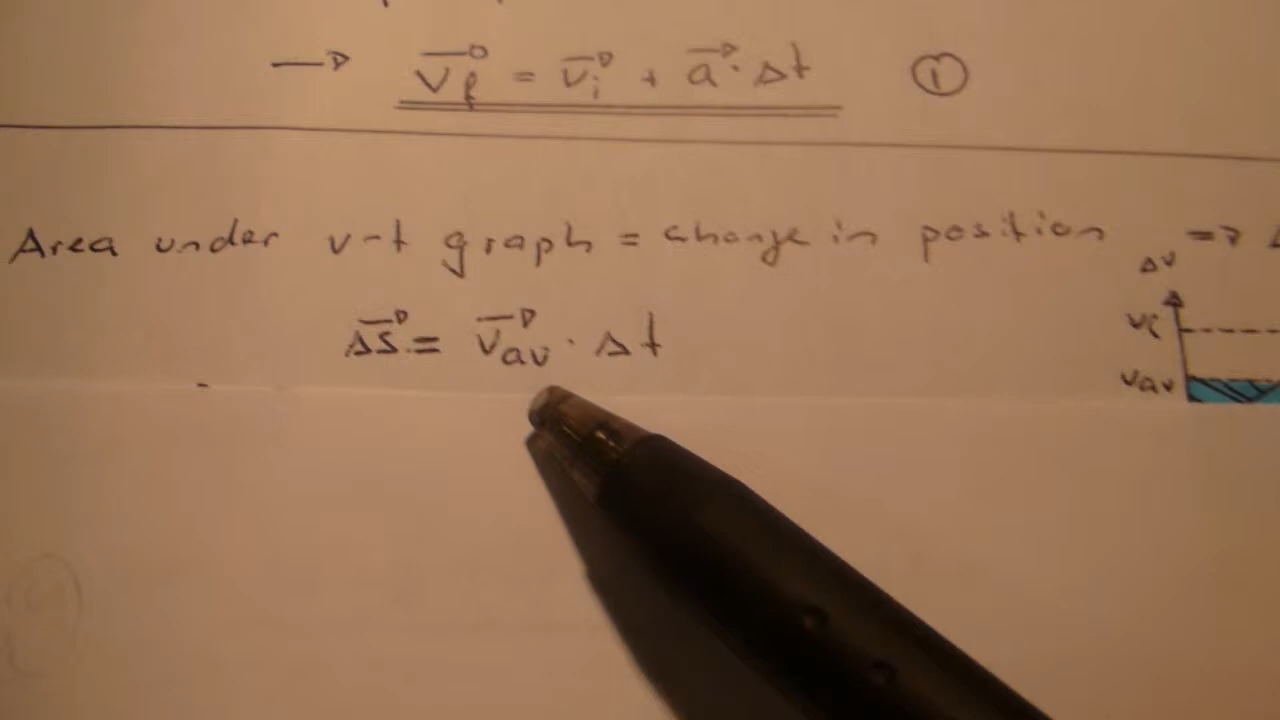 → v⃗f = v⃗i + a⃗ · Δt ①
Area under v-t graph = change in position =>
Δs⃗ = v⃗av · Δt
Δv
vf
vav